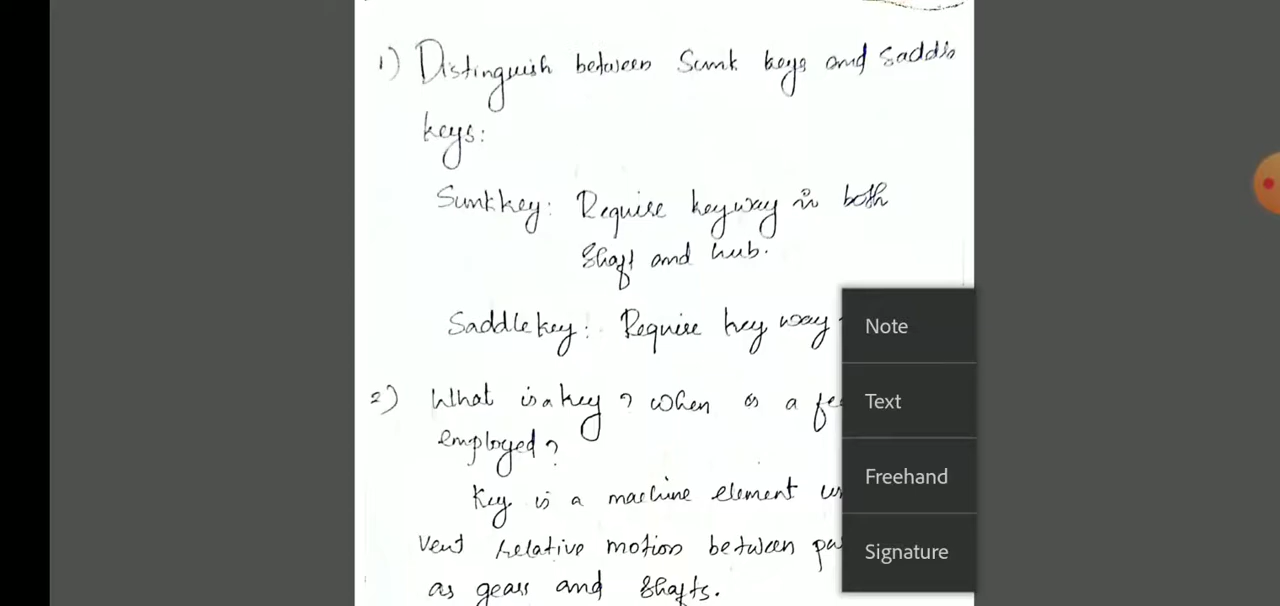 1) Distinguish between Sunk keys and Saddle
keys:
Sunk key: Require keyway in both
Shaft and hub.
Saddle key: Require key way
2) What is a key? when is a
employed?
Key is a machine element
vent relative motion between
as gears and shafts.
Note
Text
Freehand
Signature